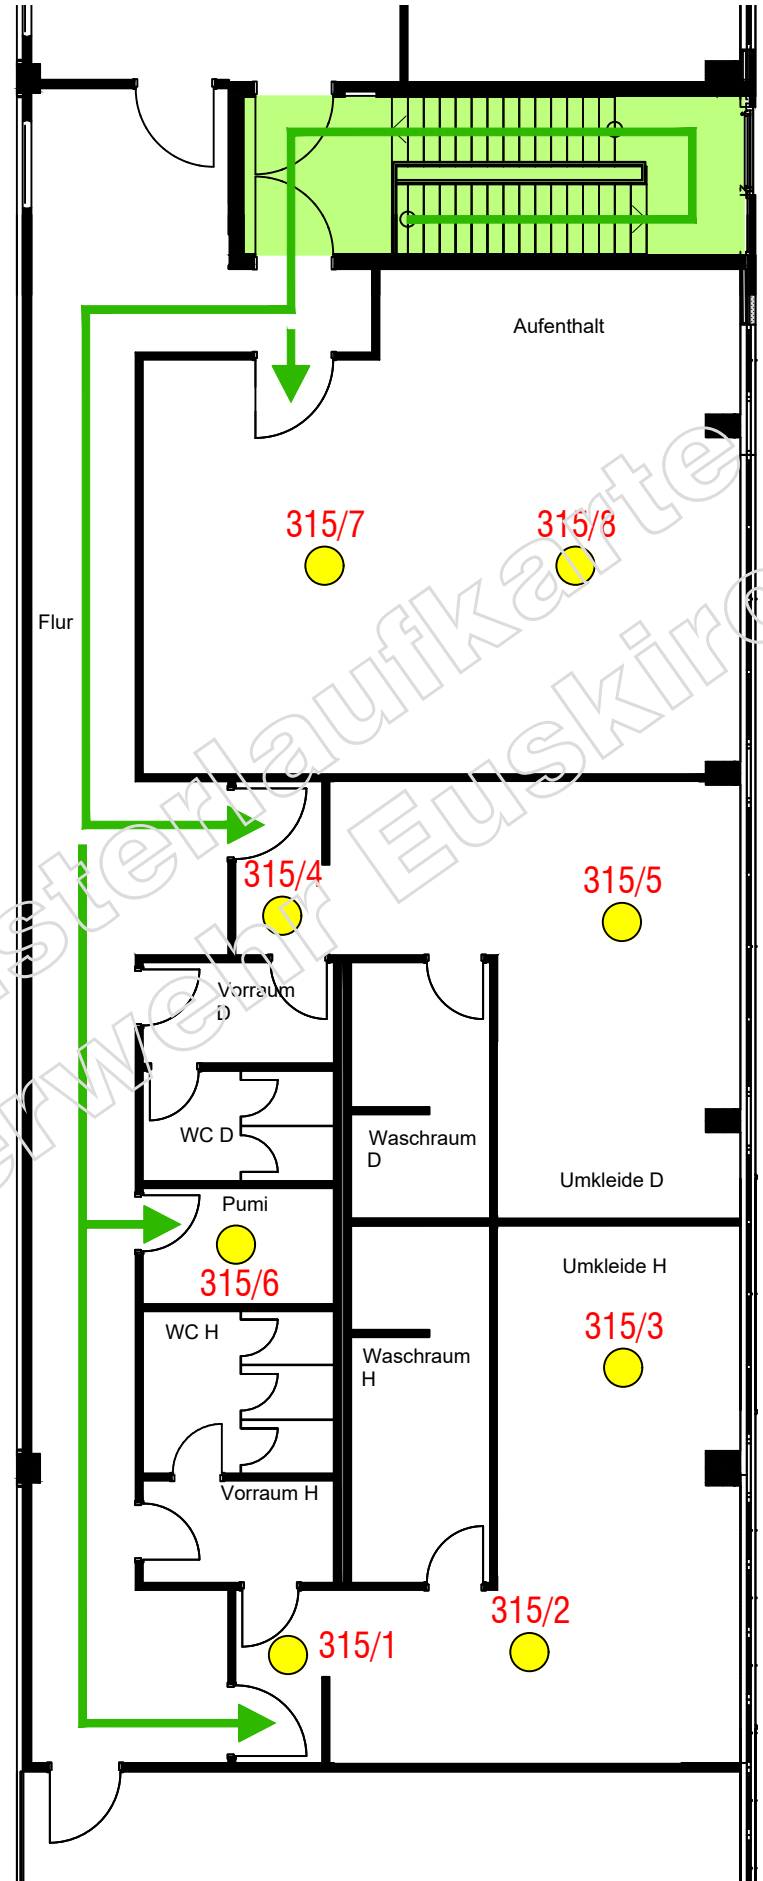 Aufenthalt
315/7
315/8
Flur
315/4
315/5
Vorraum
D
WC D
Waschraum
D
Umkleide D
Pumi
315/6
Umkleide H
WC H
315/3
Waschraum
H
Vorraum H
315/2
315/1